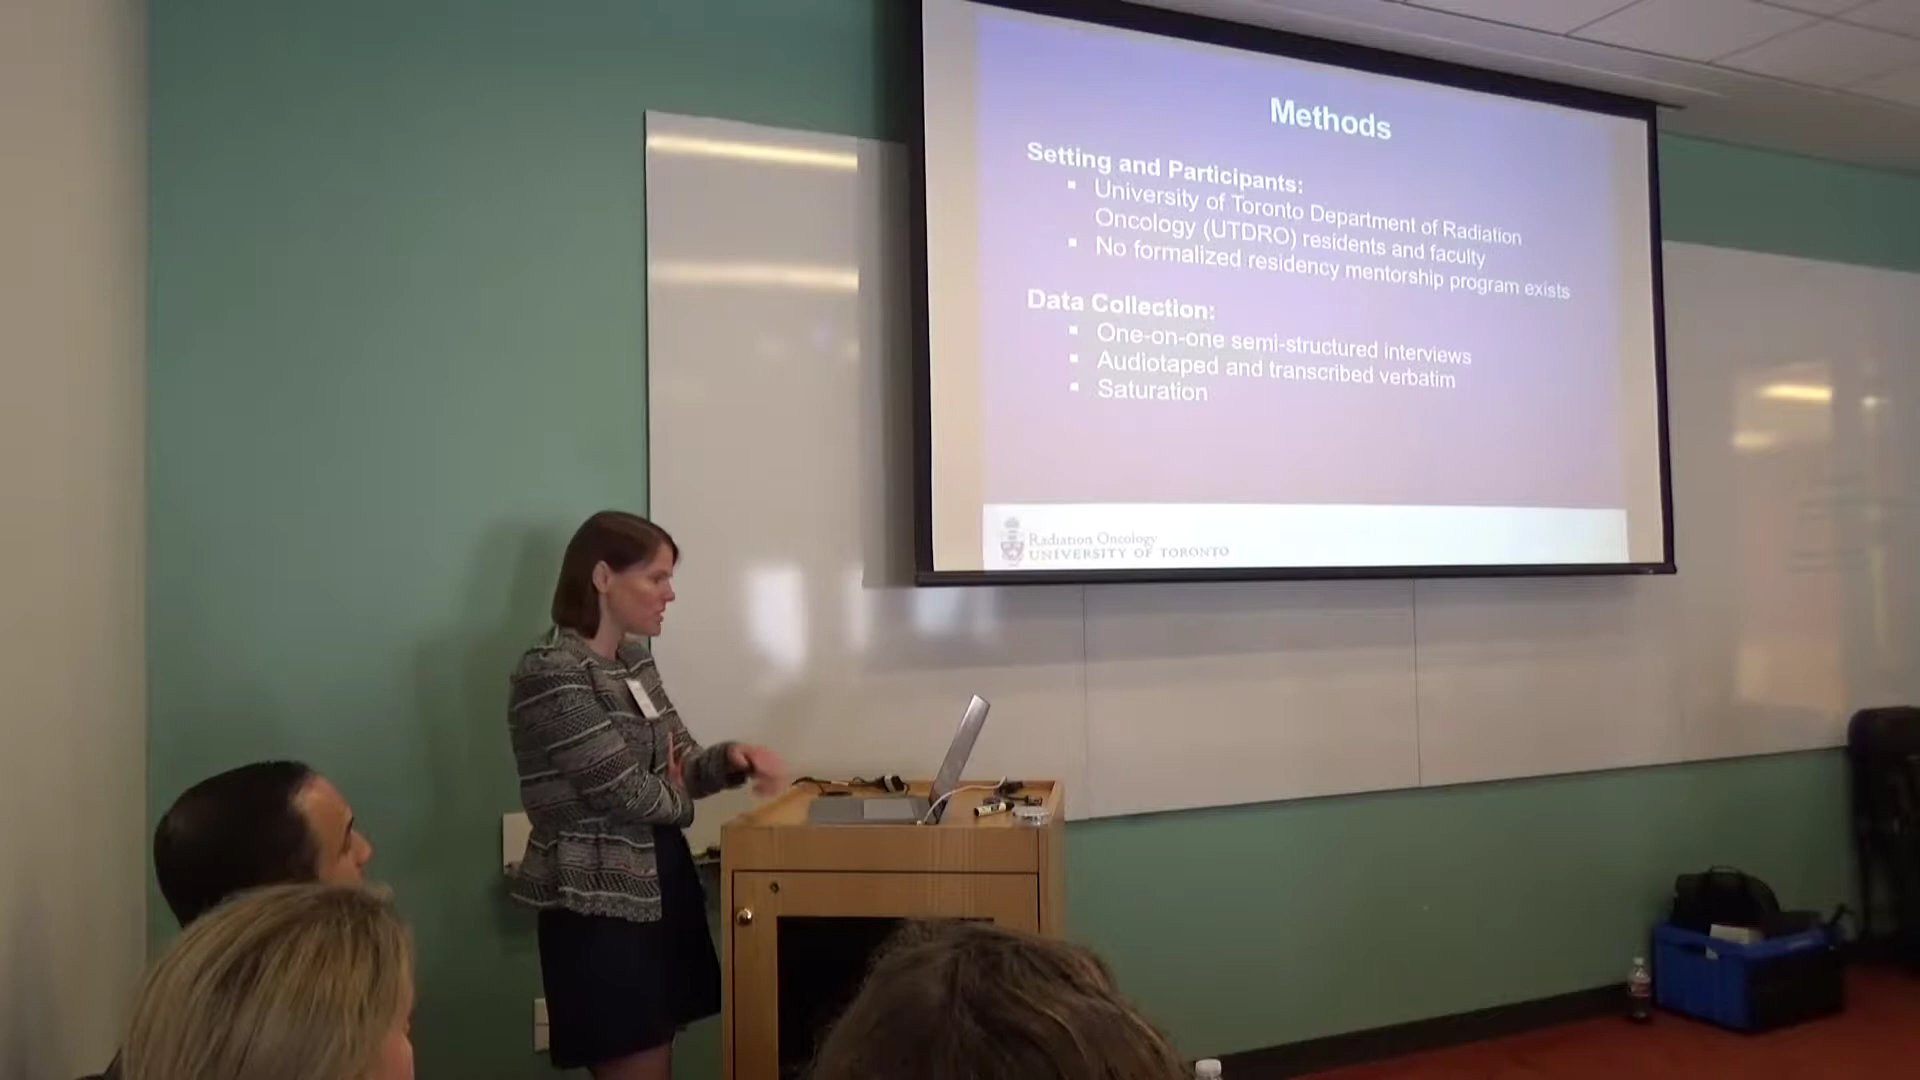 Methods
Setting and Participants:
▪ University of Toronto Department of Radiation
Oncology (UTDRO) residents and faculty
▪ No formalized residency mentorship program exists
Data Collection:
▪ One-on-one semi-structured interviews
▪ Audiotaped and transcribed verbatim
▪ Saturation
Radiation Oncology
UNIVERSITY OF TORONTO